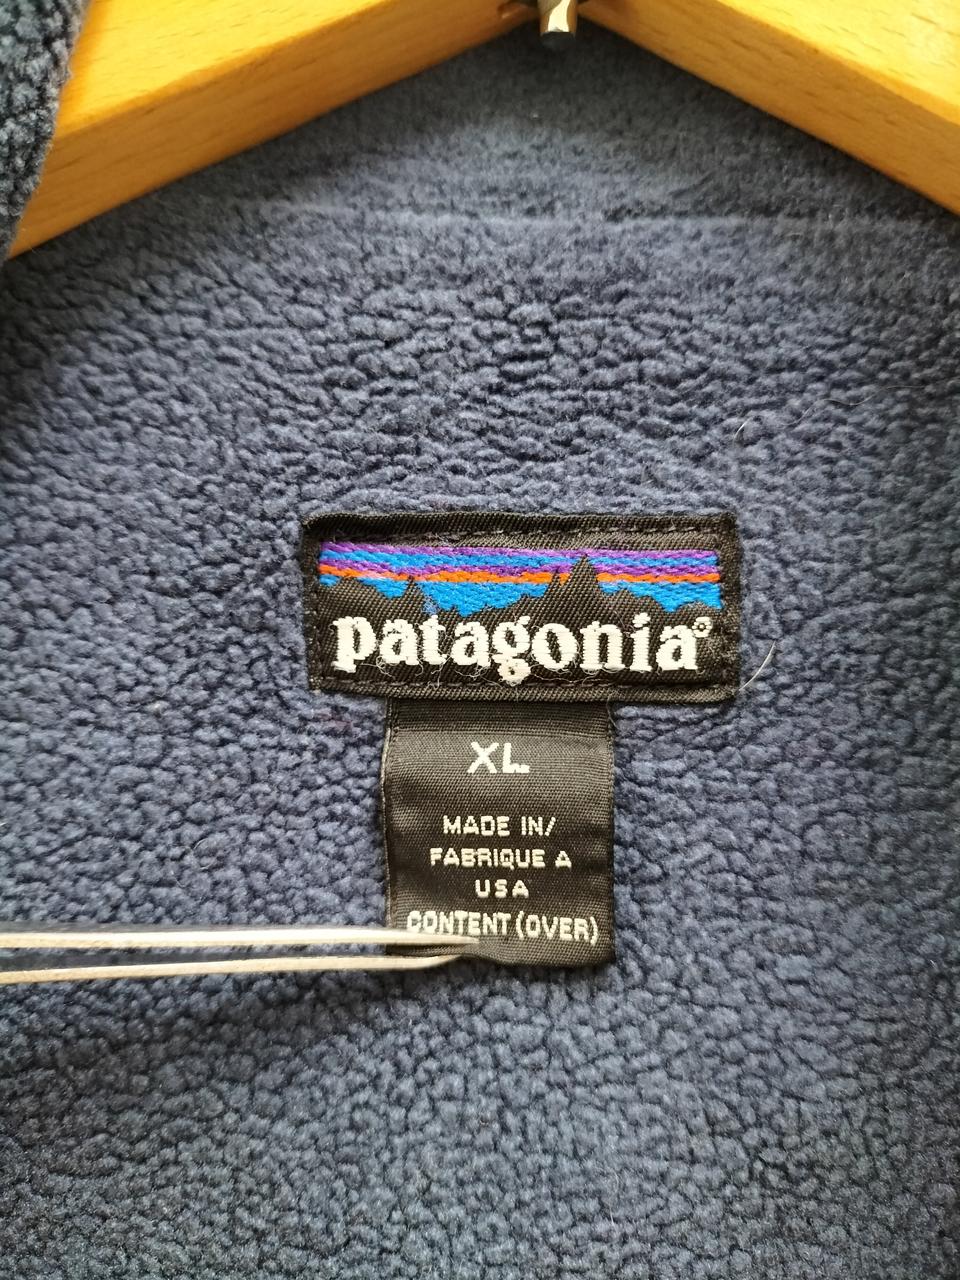 patagonia®
XL
MADE IN/
FABRIQUE A
USA
CONTENT (OVER)